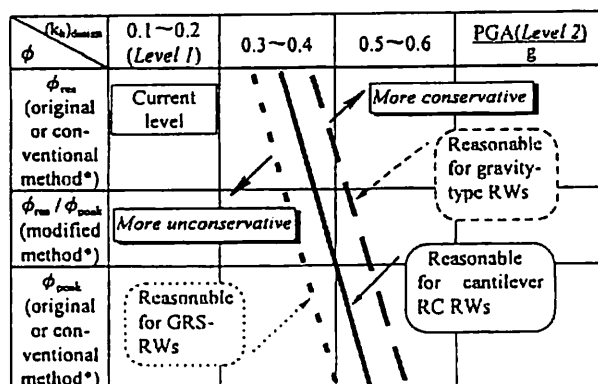 (k_h)_design
φ
0.1~0.2
(Level 1)
0.3~0.4
0.5~0.6
PGA(Level 2)
g
φres
(original
or con-
ventional
method*)
Current
level
More conservative
Reasonable
for gravity-
type RWs
φres / φpeak
(modified
method*)
More unconservative
φpeak
(original
or con-
ventional
method*)
Reasonable
for GRS-
RWs
Reasonable
for cantilever
RC RWs